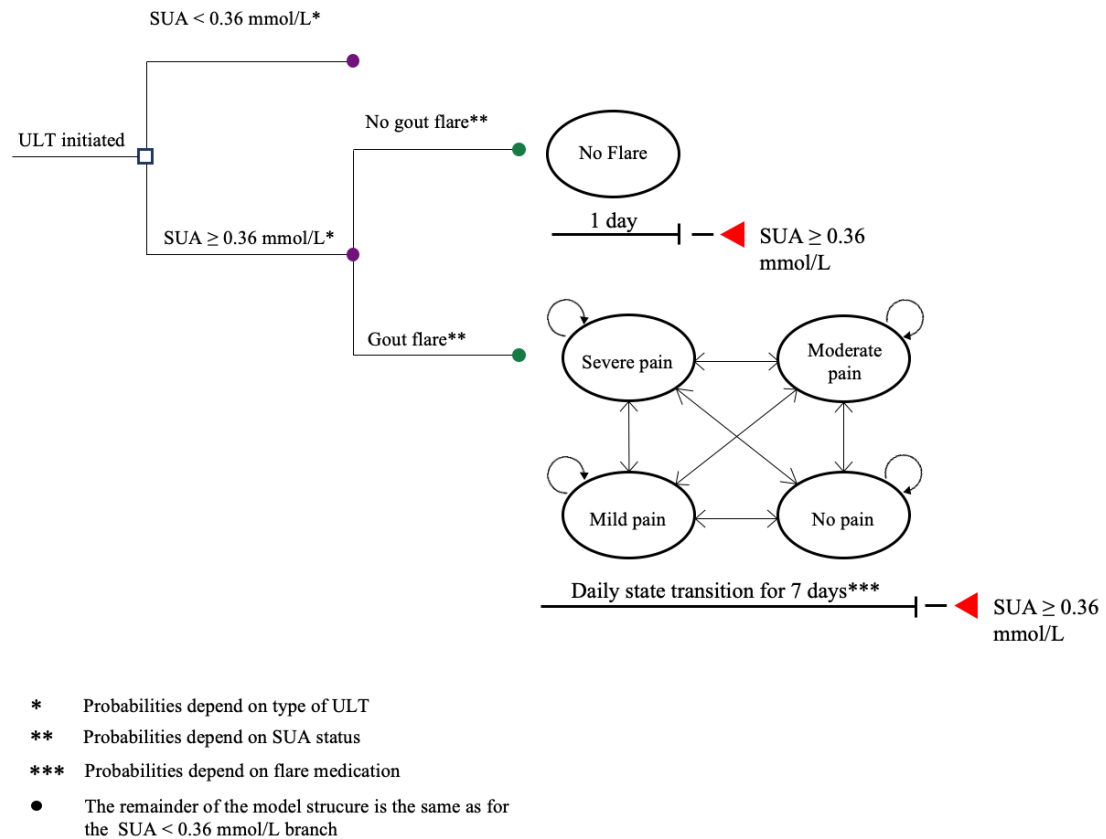 SUA < 0.36 mmol/L*
ULT initiated
No gout flare**
No Flare
1 day
SUA ≥ 0.36
mmol/L
SUA ≥ 0.36 mmol/L*
Gout flare**
Severe pain
Moderate
pain
Mild pain
No pain
Daily state transition for 7 days***
SUA ≥ 0.36
mmol/L
* Probabilities depend on type of ULT
** Probabilities depend on SUA status
*** Probabilities depend on flare medication
● The remainder of the model strucure is the same as for
the SUA < 0.36 mmol/L branch